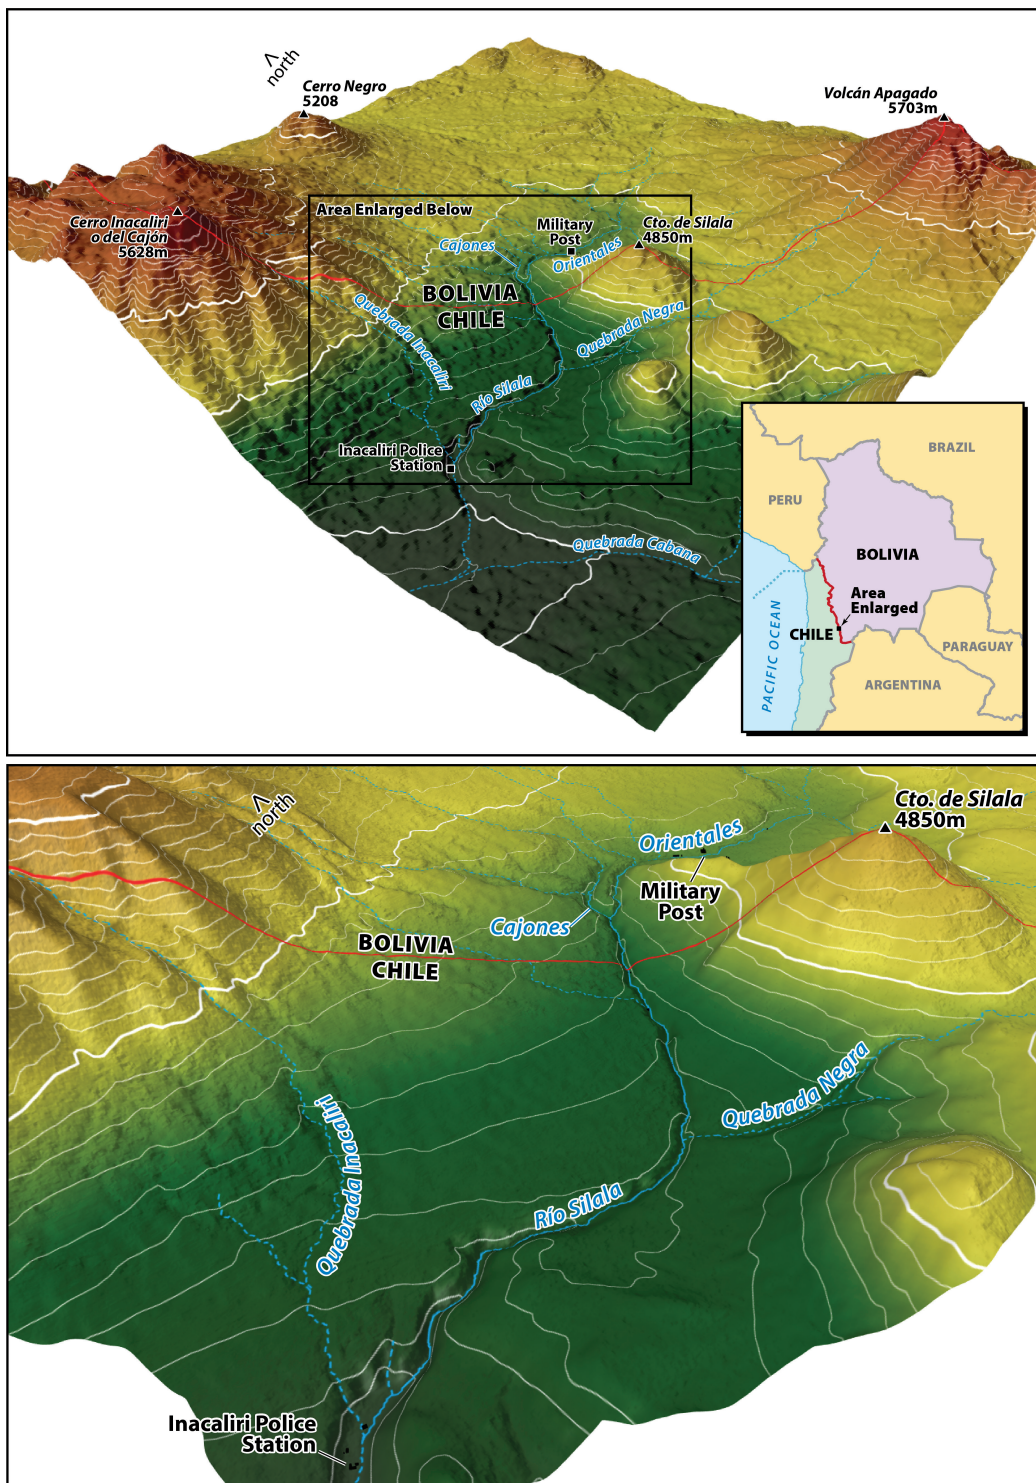 north
Cerro Negro
5208
Volcán Apagado
5703m
Cerro Inacaliri
o del Cajón
5628m
Area Enlarged Below
Military
Post
Cto. de Silala
4850m
Cajones
Orientales
BOLIVIA
CHILE
Quebrada Inacaliri
Quebrada Negra
Río Silala
Inacaliri Police
Station
Quebrada Cabana
BRAZIL
PERU
BOLIVIA
Area
Enlarged
CHILE
PACIFIC OCEAN
PARAGUAY
ARGENTINA
north
Cto. de Silala
4850m
Orientales
Military
Post
Cajones
BOLIVIA
CHILE
Quebrada Negra
Quebrada Inacaliri
Río Silala
Inacaliri Police
Station